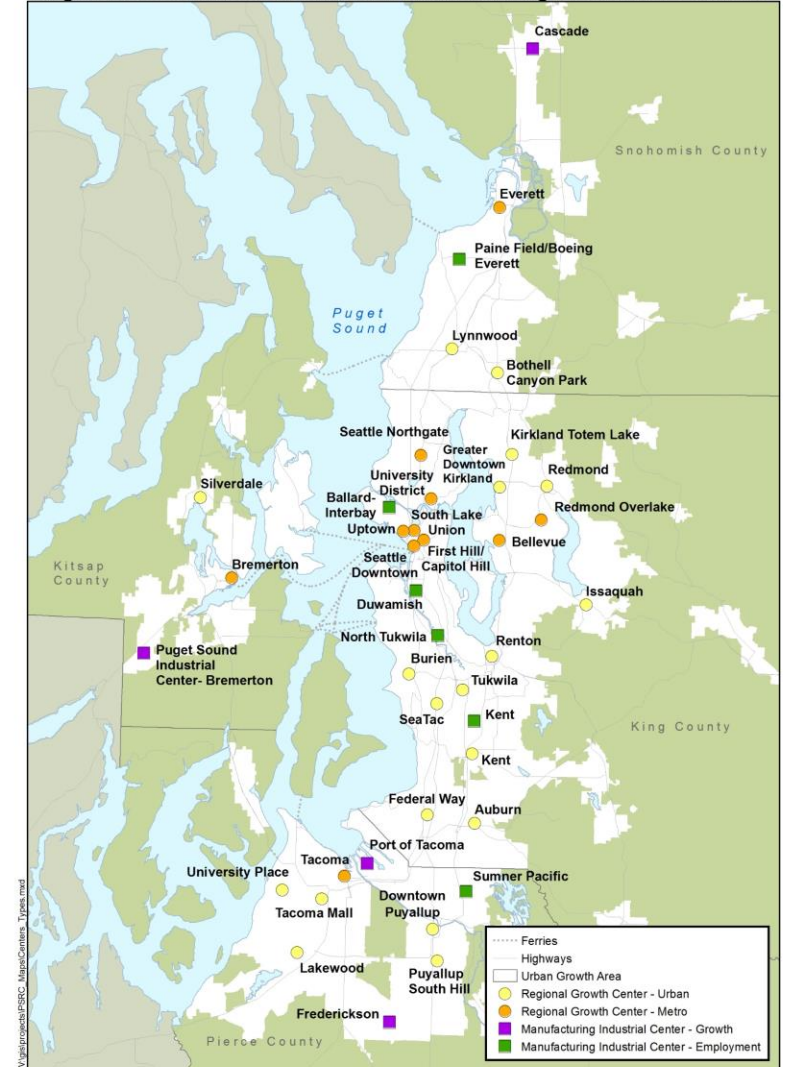 Cascade
Snohomish County
Everett
Paine Field/Boeing
Everett
Puget
Sound
Lynnwood
Bothell
Canyon Park
Seattle Northgate
Greater
Downtown
Kirkland
Kirkland Totem Lake
University
District
Redmond
Silverdale
Ballard-
Interbay
South Lake
Union
Redmond Overlake
Uptown
Bellevue
First Hill/
Capitol Hill
Seattle
Downtown
Kitsap
County
Bremerton
Duwamish
Issaquah
North Tukwila
Renton
Puget Sound
Industrial
Center- Bremerton
Burien
Tukwila
SeaTac
Kent
King County
Kent
Federal Way
Auburn
Port of Tacoma
Tacoma
University Place
Sumner Pacific
Tacoma Mall
Downtown
Puyallup
Lakewood
Puyallup
South Hill
Frederickson
Pierce County
Ferries
Highways
Urban Growth Area
Regional Growth Center - Urban
Regional Growth Center - Metro
Manufacturing Industrial Center - Growth
Manufacturing Industrial Center - Employment
V:\gis\projects\PSRC_Maps\Centers_Types.mxd